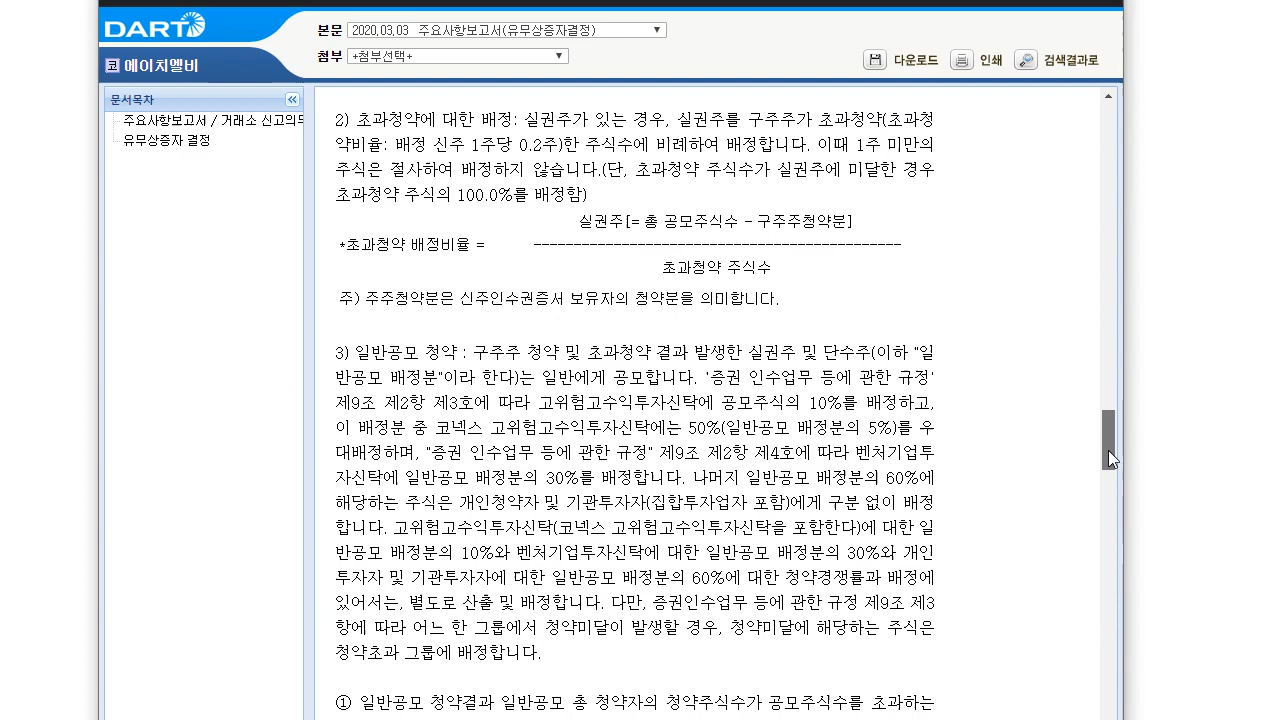 DART
본문 2020.03.03 주요사항보고서(유무상증자결정)
첨부 +첨부선택+
코 에이치엘비
다운로드 인쇄 검색결과로
문서목차
주요사항보고서 / 거래소 신고의무
유무상증자 결정
2) 초과청약에 대한 배정: 실권주가 있는 경우, 실권주를 구주주가 초과청약(초과청
약비율: 배정 신주 1주당 0.2주)한 주식수에 비례하여 배정합니다. 이때 1주 미만의
주식은 절사하여 배정하지 않습니다.(단, 초과청약 주식수가 실권주에 미달한 경우
초과청약 주식의 100.0%를 배정함)
실권주[= 총 공모주식수 - 구주주청약분]
*초과청약 배정비율 = ----------------------------------------------
초과청약 주식수
주) 주주청약분은 신주인수권증서 보유자의 청약분을 의미합니다.
3) 일반공모 청약 : 구주주 청약 및 초과청약 결과 발생한 실권주 및 단수주(이하 "일
반공모 배정분"이라 한다)는 일반에게 공모합니다. '증권 인수업무 등에 관한 규정'
제9조 제2항 제3호에 따라 고위험고수익투자신탁에 공모주식의 10%를 배정하고,
이 배정분 중 코넥스 고위험고수익투자신탁에는 50%(일반공모 배정분의 5%)를 우
대배정하며, "증권 인수업무 등에 관한 규정" 제9조 제2항 제4호에 따라 벤처기업투
자신탁에 일반공모 배정분의 30%를 배정합니다. 나머지 일반공모 배정분의 60%에
해당하는 주식은 개인청약자 및 기관투자자(집합투자업자 포함)에게 구분 없이 배정
합니다. 고위험고수익투자신탁(코넥스 고위험고수익투자신탁을 포함한다)에 대한 일
반공모 배정분의 10%와 벤처기업투자신탁에 대한 일반공모 배정분의 30%와 개인
투자자 및 기관투자자에 대한 일반공모 배정분의 60%에 대한 청약경쟁률과 배정에
있어서는, 별도로 산출 및 배정합니다. 다만, 증권인수업무 등에 관한 규정 제9조 제3
항에 따라 어느 한 그룹에서 청약미달이 발생할 경우, 청약미달에 해당하는 주식은
청약초과 그룹에 배정합니다.
① 일반공모 청약결과 일반공모 총 청약자의 청약주식수가 공모주식수를 초과하는